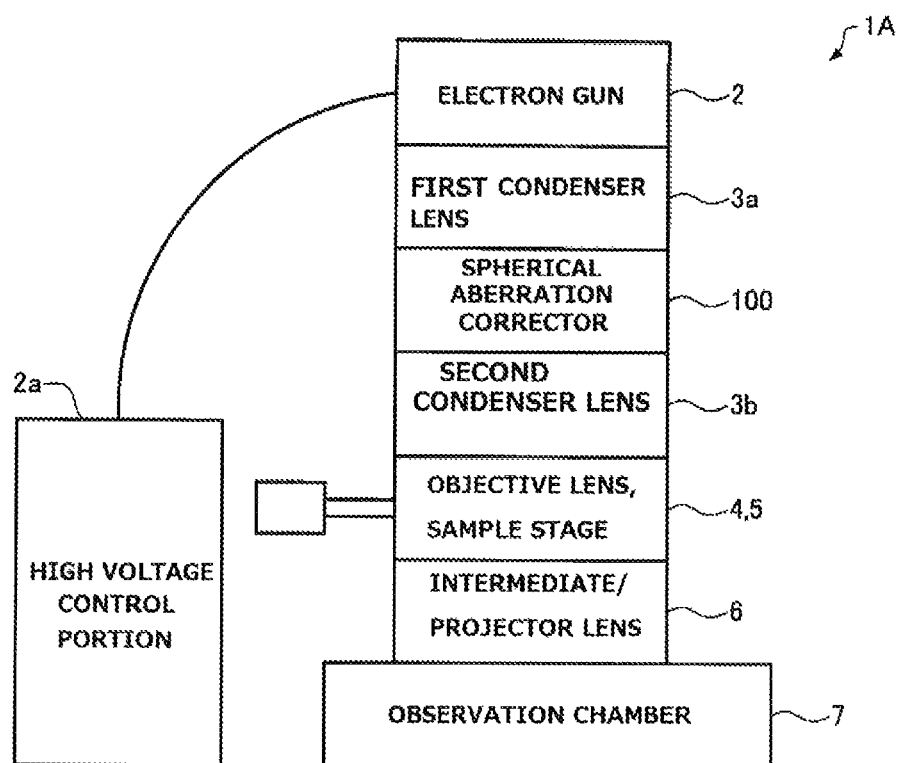 1A
ELECTRON GUN
2
FIRST CONDENSER
LENS
3a
SPHERICAL
ABERRATION
CORRECTOR
100
SECOND
CONDENSER LENS
3b
2a
OBJECTIVE LENS,
SAMPLE STAGE
4,5
HIGH VOLTAGE
CONTROL
PORTION
INTERMEDIATE/
PROJECTOR LENS
6
OBSERVATION CHAMBER
7